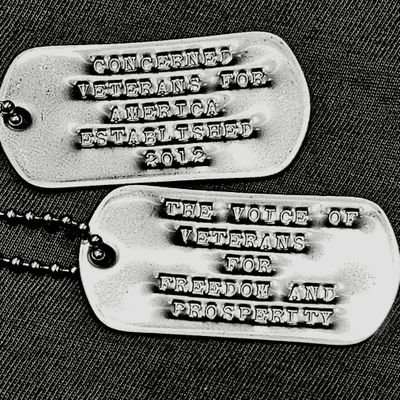 CONCERNED
VETERANS FOR
AMERICA
ESTABLISHED
2012
THE VOICE OF
VETERANS
FOR
FREEDOM AND
PROSPERITY